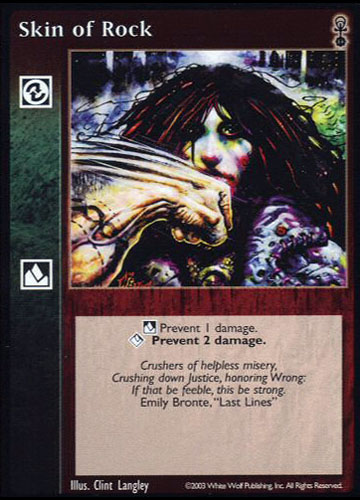 Skin of Rock
Prevent 1 damage.
Prevent 2 damage.
Crushers of helpless misery,
Crushing down Justice, honoring Wrong:
If that be feeble, this be strong.
Emily Bronte, "Last Lines"
Illus. Clint Langley
©2003 White Wolf Publishing, Inc. All Rights Reserved.